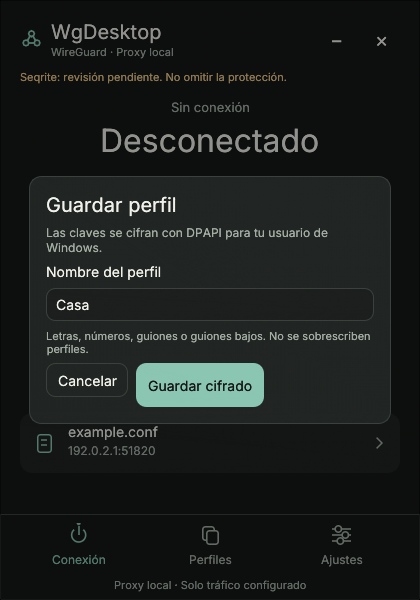 WgDesktop
WireGuard · Proxy local
Seqrite: revisión pendiente. No omitir la protección.
Sin conexión
Desconectado
Guardar perfil
Las claves se cifran con DPAPI para tu usuario de
Windows.
Nombre del perfil
Casa
Letras, números, guiones o guiones bajos. No se sobrescriben
perfiles.
Cancelar
Guardar cifrado
example.conf
192.0.2.1:51820
Conexión
Perfiles
Ajustes
Proxy local · Solo tráfico configurado